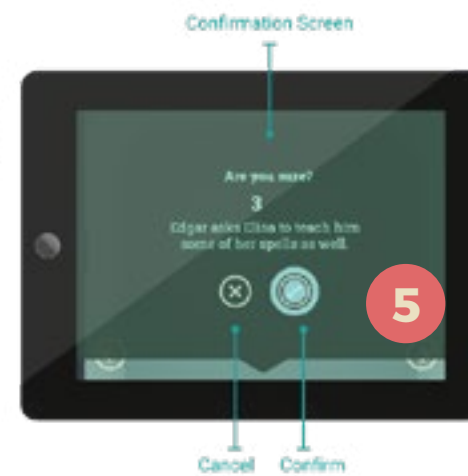 Confirmation Screen
Are you sure?
3
Edgar asks Elina to teach him
some of her spells as well.
5
Cancel Confirm